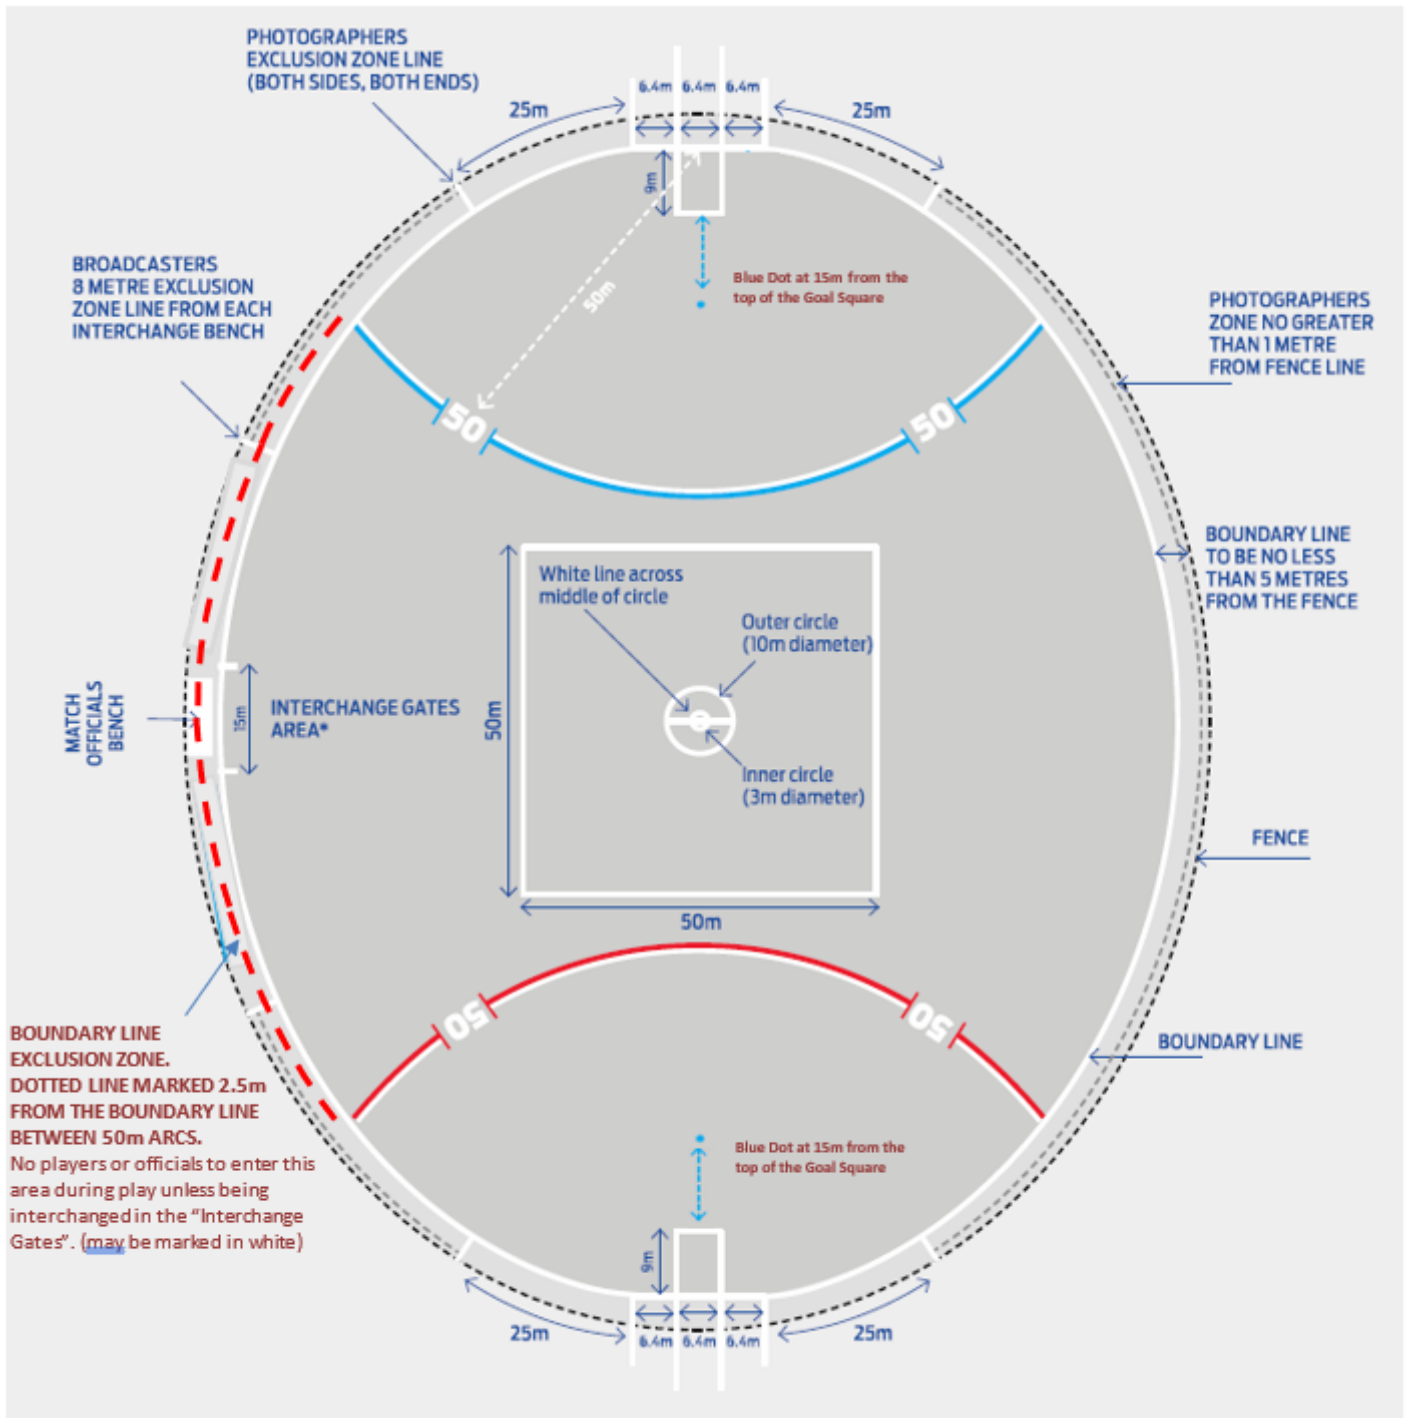 PHOTOGRAPHERS
EXCLUSION ZONE LINE
(BOTH SIDES, BOTH ENDS)
25m
6.4m 6.4m 6.4m
25m
9m
BROADCASTERS
8 METRE EXCLUSION
ZONE LINE FROM EACH
INTERCHANGE BENCH
Blue Dot at 15m from the
top of the Goal Square
50m
PHOTOGRAPHERS
ZONE NO GREATER
THAN 1 METRE
FROM FENCE LINE
50
50
BOUNDARY LINE
TO BE NO LESS
THAN 5 METRES
FROM THE FENCE
White line across
middle of circle
Outer circle
(10m diameter)
MATCH
OFFICIALS
BENCH
15m
INTERCHANGE GATES
AREA*
50m
Inner circle
(3m diameter)
FENCE
50m
50
50
BOUNDARY LINE
BOUNDARY LINE
EXCLUSION ZONE.
DOTTED LINE MARKED 2.5m
FROM THE BOUNDARY LINE
BETWEEN 50m ARCS.
No players or officials to enter this
area during play unless being
interchanged in the “Interchange
Gates”. (may be marked in white)
Blue Dot at 15m from the
top of the Goal Square
9m
25m
6.4m 6.4m 6.4m
25m